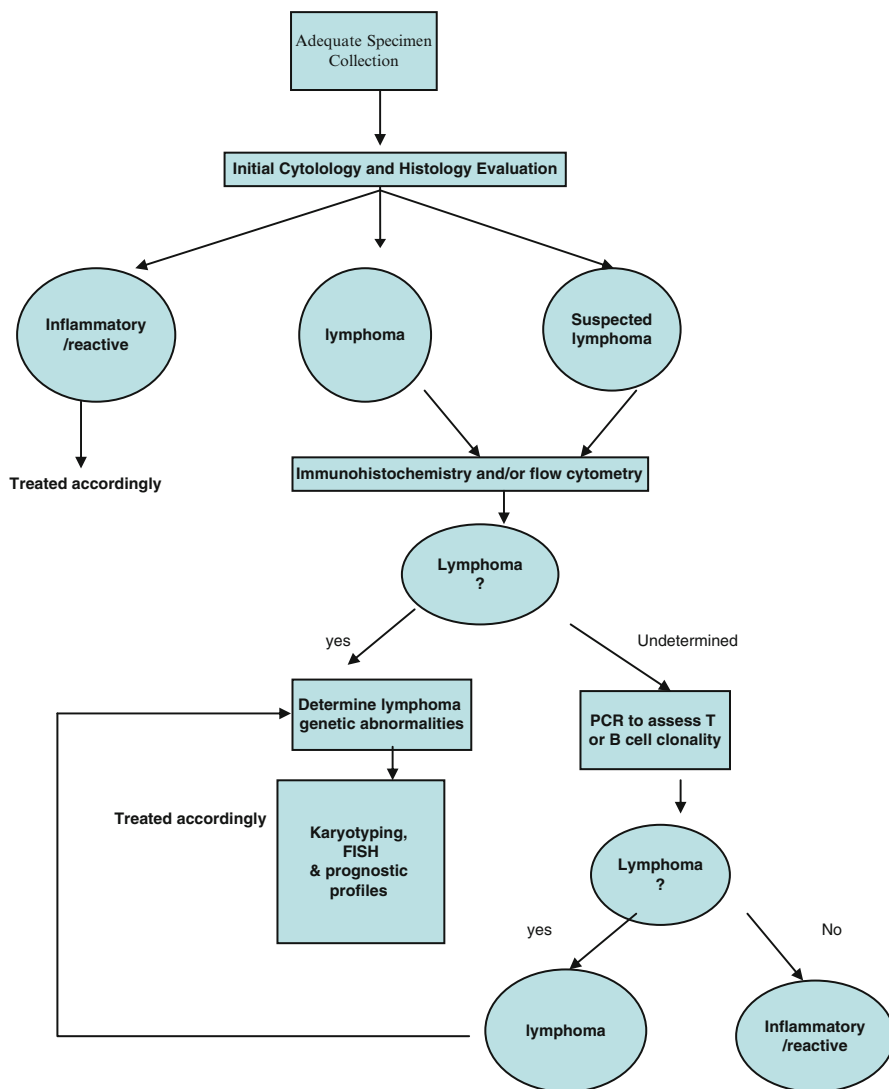 Adequate Specimen
Collection
Initial Cytolology and Histology Evaluation
Inflammatory
/reactive
lymphoma
Suspected
lymphoma
Treated accordingly
Immunohistochemistry and/or flow cytometry
Lymphoma
?
yes
Undetermined
Determine lymphoma
genetic abnormalities
PCR to assess T
or B cell clonality
Treated accordingly
Karyotyping,
FISH
& prognostic
profiles
Lymphoma
?
yes
No
lymphoma
Inflammatory
/reactive